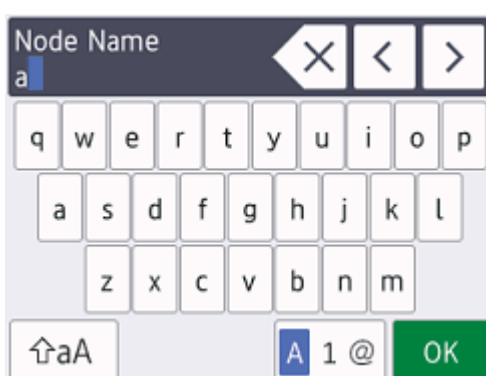 Node Name
a
q w e r t y u i o p
a s d f g h j k l
z x c v b n m
⇧aA A 1 @ OK